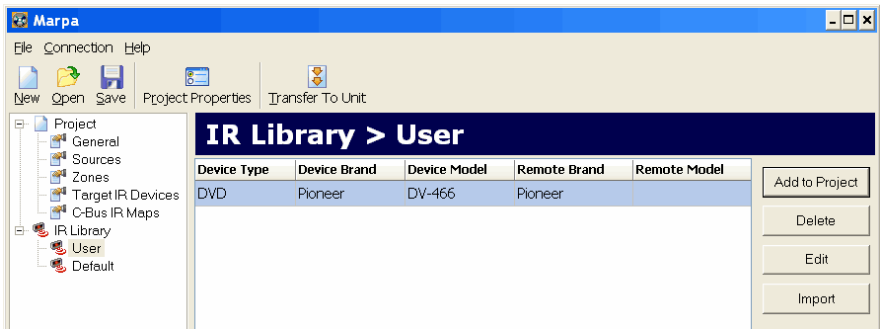 Marpa
File Connection Help
New Open Save Project Properties Transfer To Unit
Project
General
Sources
Zones
Target IR Devices
C-Bus IR Maps
IR Library
User
Default
IR Library > User
Device Type Device Brand Device Model Remote Brand Remote Model
DVD Pioneer DV-466 Pioneer
Add to Project
Delete
Edit
Import